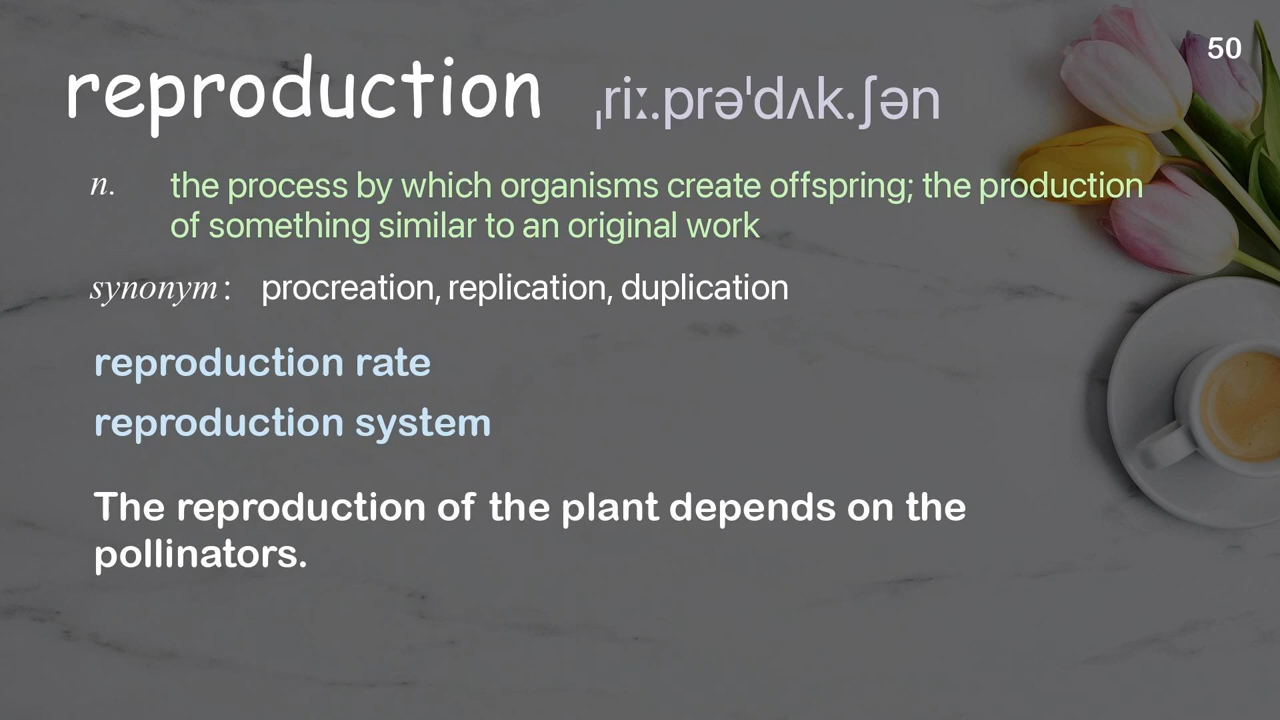 50
reproduction ˌriː.prəˈdʌk.ʃən
n. the process by which organisms create offspring; the production
of something similar to an original work
synonym: procreation, replication, duplication
reproduction rate
reproduction system
The reproduction of the plant depends on the
pollinators.